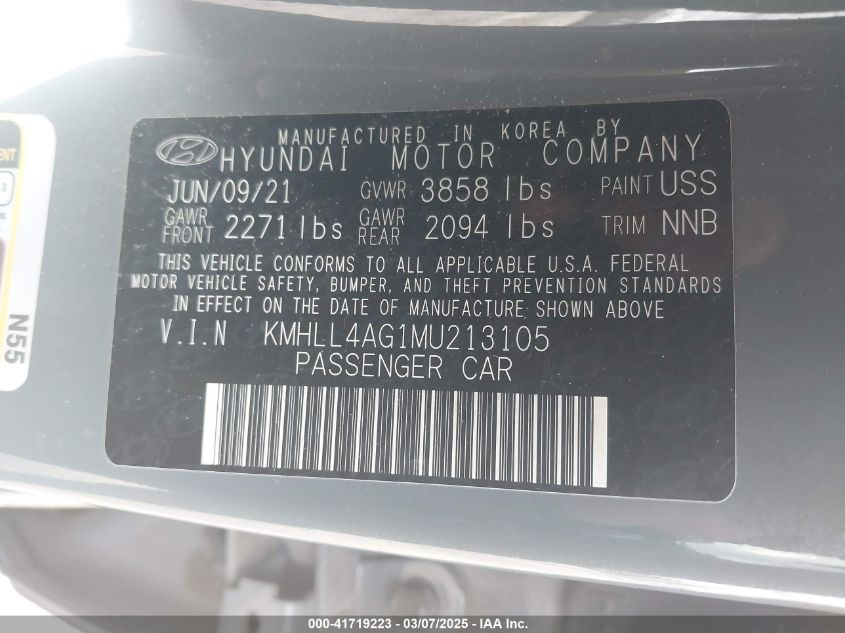 MANUFACTURED IN KOREA BY
HYUNDAI MOTOR COMPANY
JUN/09/21 GVWR 3858 lbs PAINT USS
GAWR FRONT 2271 lbs GAWR REAR 2094 lbs TRIM NNB
THIS VEHICLE CONFORMS TO ALL APPLICABLE U.S.A. FEDERAL
MOTOR VEHICLE SAFETY, BUMPER, AND THEFT PREVENTION STANDARDS
IN EFFECT ON THE DATE OF MANUFACTURE SHOWN ABOVE
V.I.N KMHLL4AG1MU213105
PASSENGER CAR
N55
000-41719223 - 03/07/2025 - IAA Inc.